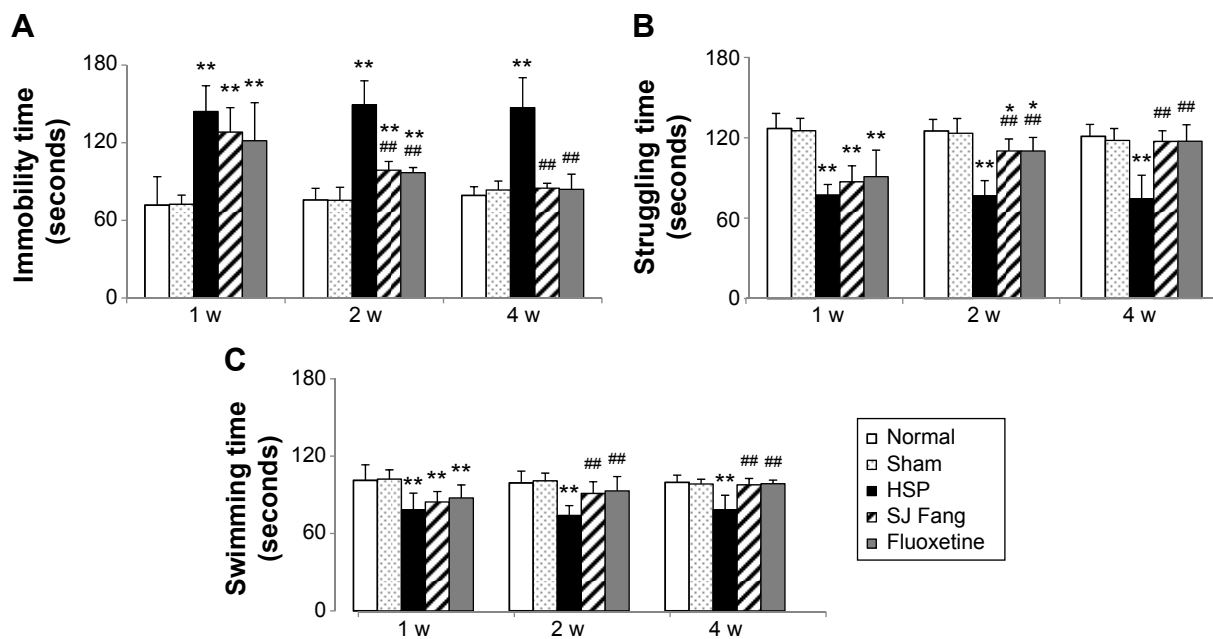 A
Immobility time
(seconds)
180
120
60
0
**
**
**
**
**
##
**
##
**
##
##
1 w
2 w
4 w
B
Struggling time
(seconds)
180
120
60
0
**
**
**
**
*
##
*
##
**
##
##
1 w
2 w
4 w
C
Swimming time
(seconds)
180
120
60
0
**
**
**
**
##
##
**
##
##
1 w
2 w
4 w
Normal
Sham
HSP
SJ Fang
Fluoxetine